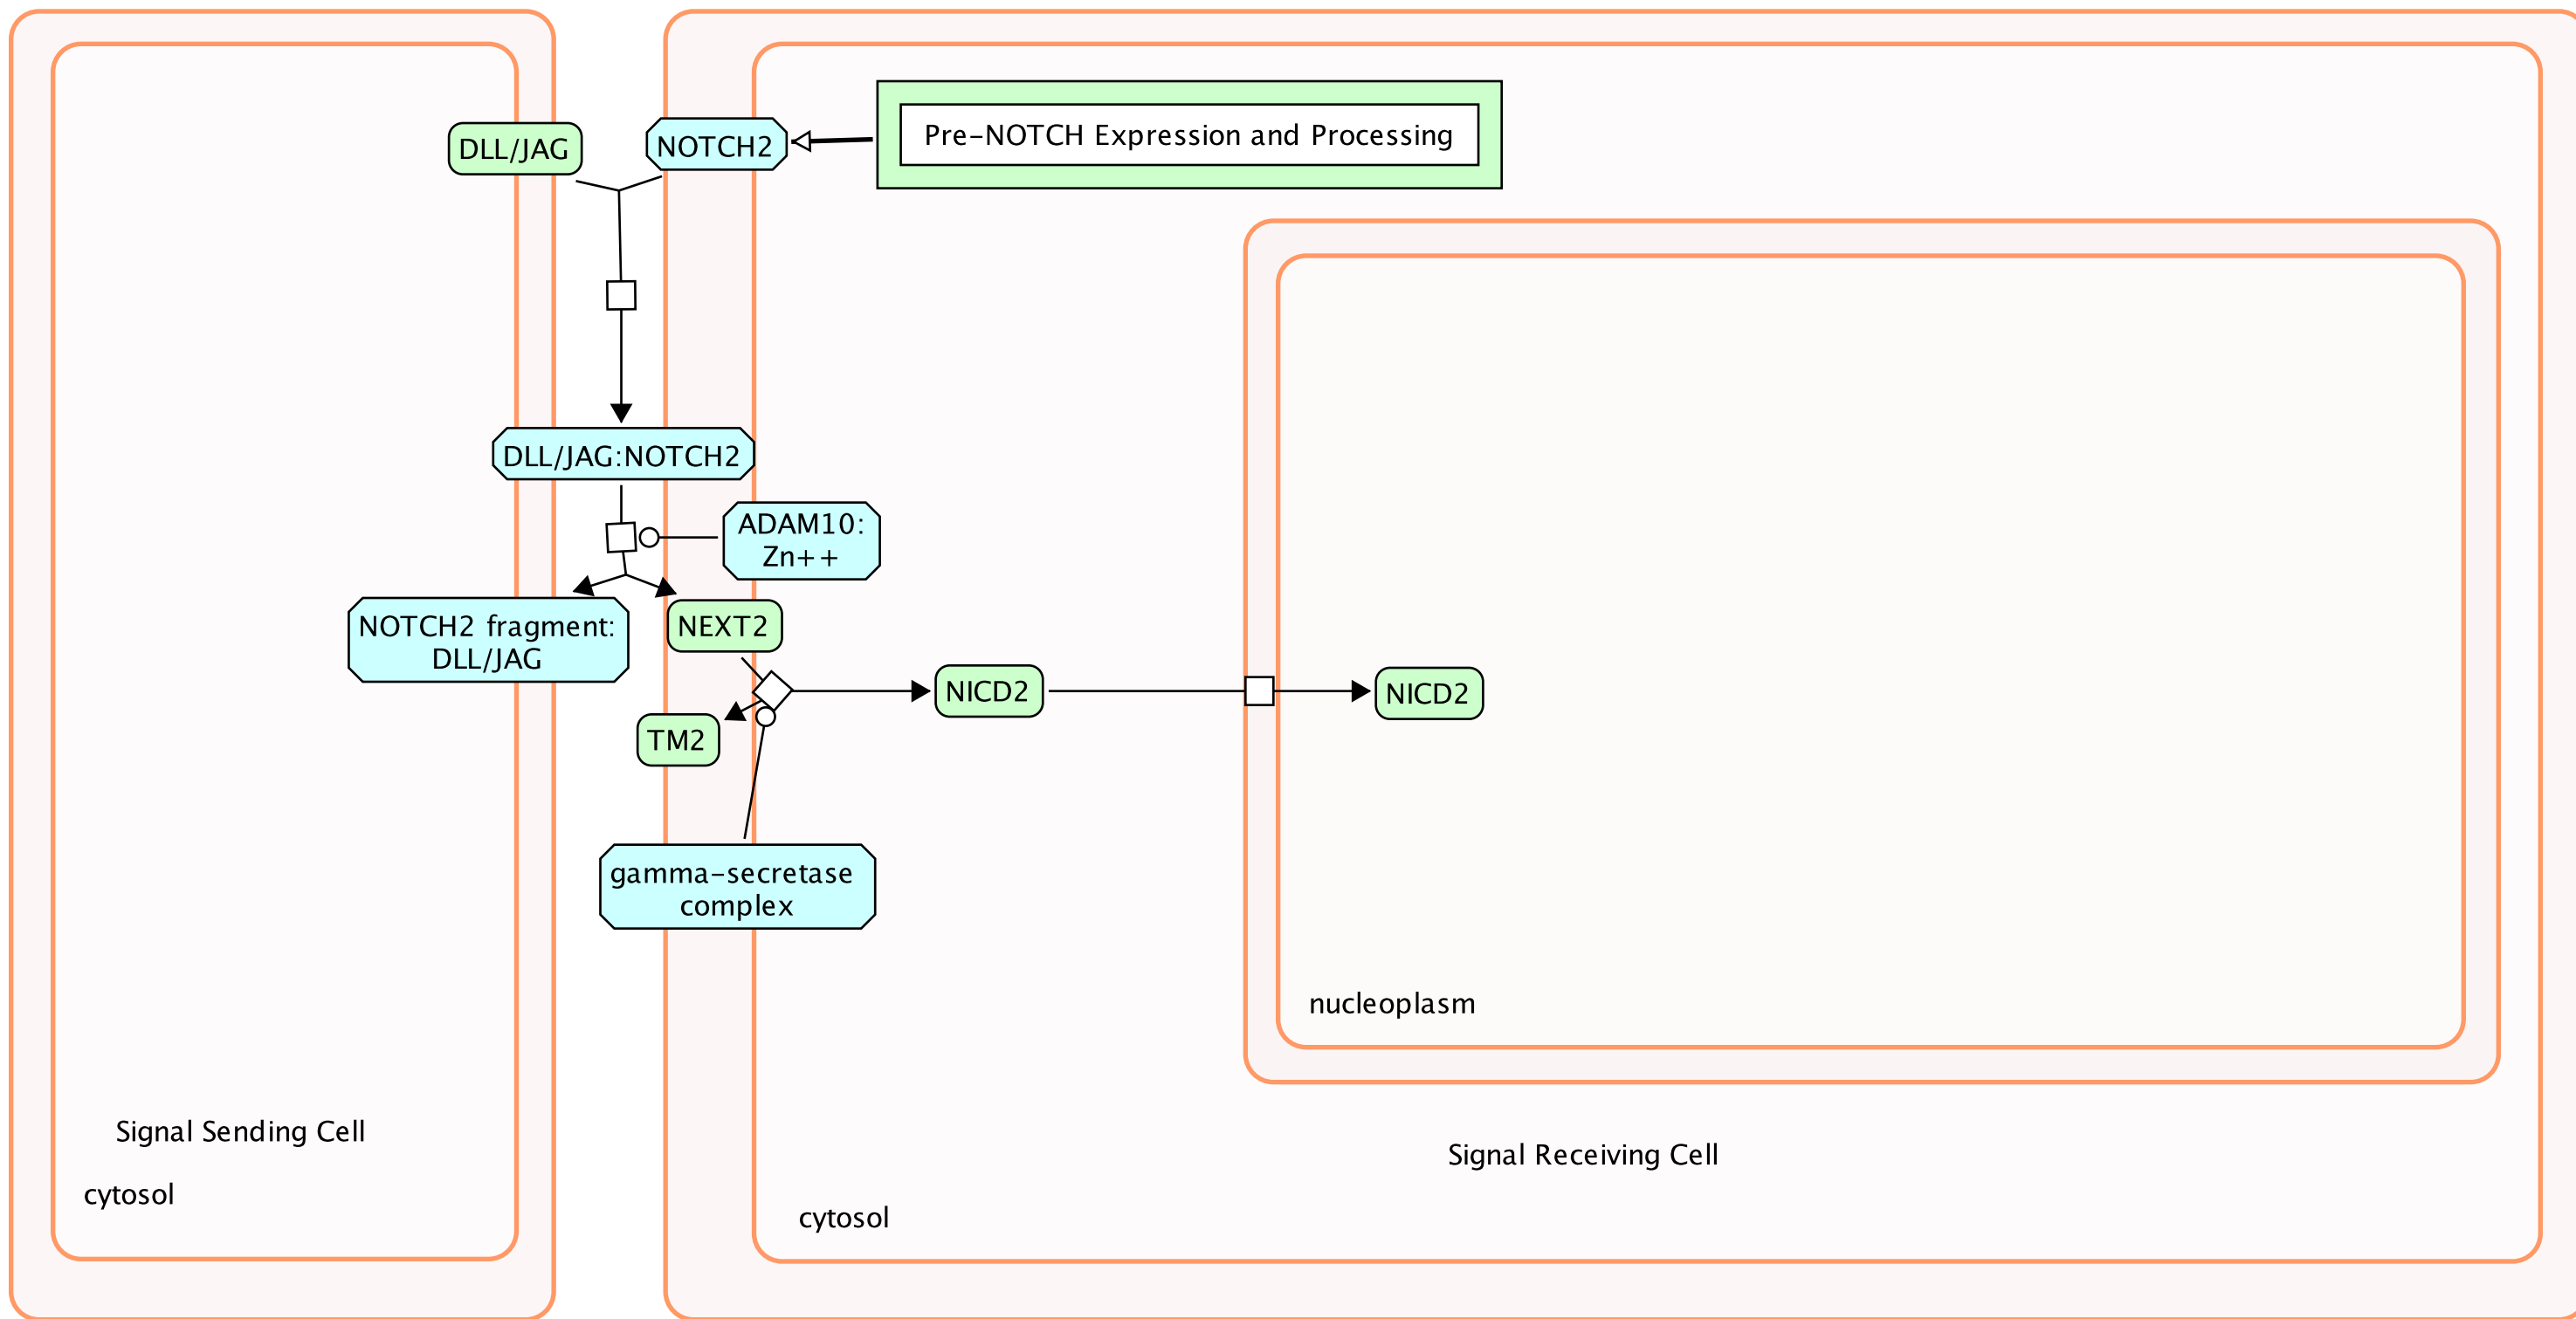 Pre-NOTCH Expression and Processing
DLL/JAG
NOTCH2
DLL/JAG:NOTCH2
ADAM10:
Zn++
NOTCH2 fragment:
DLL/JAG
NEXT2
NICD2
NICD2
TM2
gamma-secretase
complex
nucleoplasm
Signal Sending Cell
Signal Receiving Cell
cytosol
cytosol